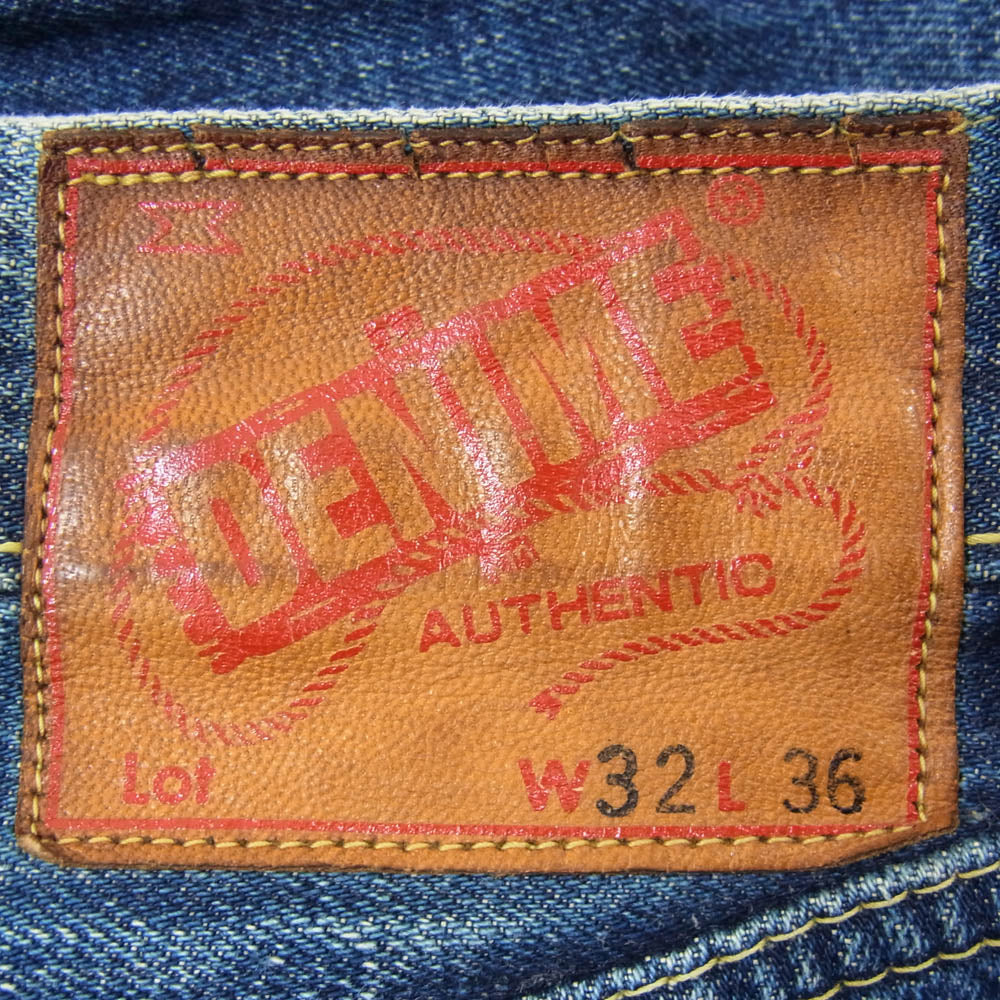 ®
DENIME
AUTHENTIC
Lot W32 L 36